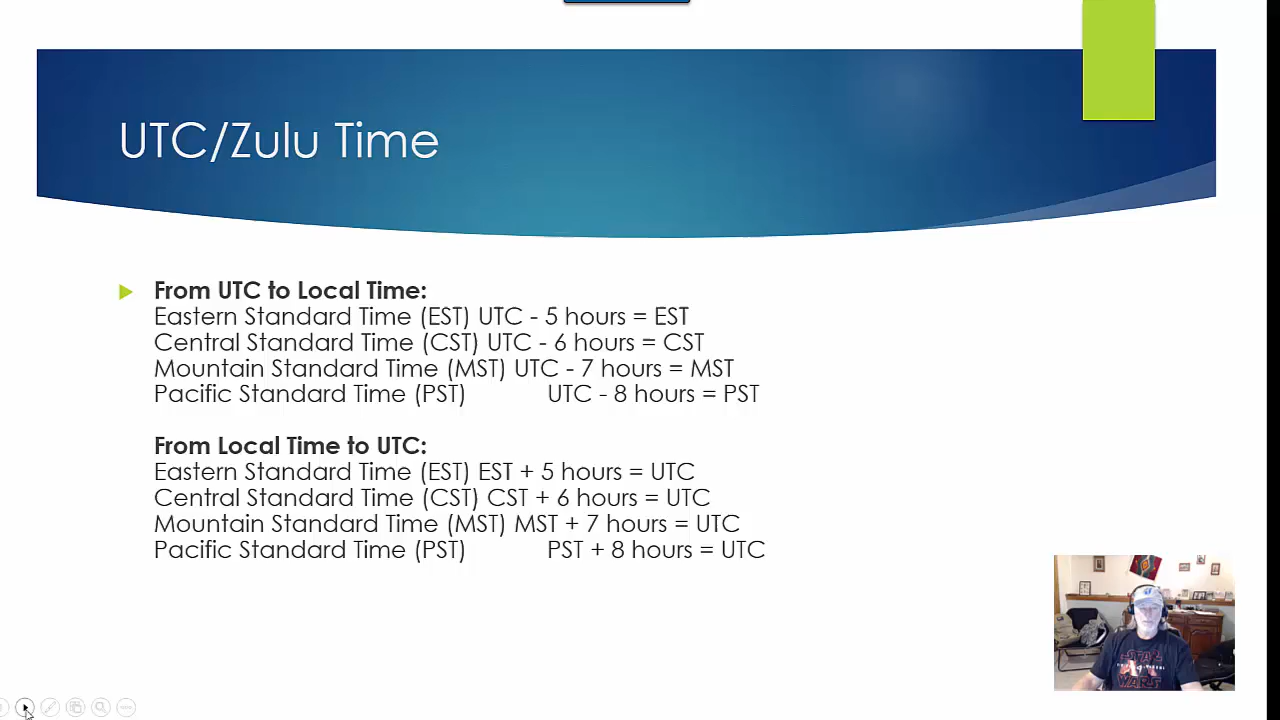 UTC/Zulu Time
From UTC to Local Time:
Eastern Standard Time (EST) UTC - 5 hours = EST
Central Standard Time (CST) UTC - 6 hours = CST
Mountain Standard Time (MST) UTC - 7 hours = MST
Pacific Standard Time (PST) UTC - 8 hours = PST
From Local Time to UTC:
Eastern Standard Time (EST) EST + 5 hours = UTC
Central Standard Time (CST) CST + 6 hours = UTC
Mountain Standard Time (MST) MST + 7 hours = UTC
Pacific Standard Time (PST) PST + 8 hours = UTC
STAR
WARS